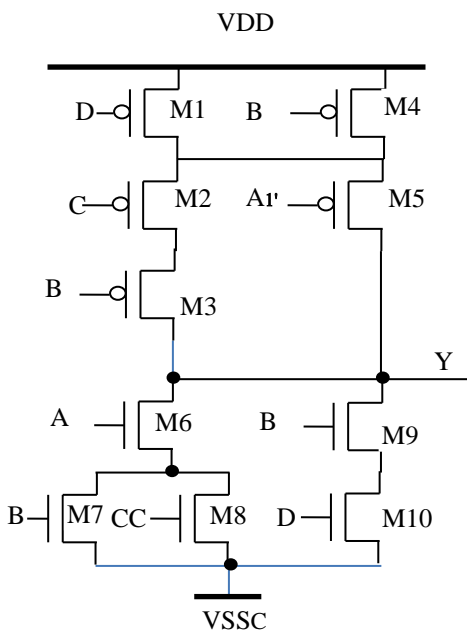 VDD
D M1 B M4
C M2 A1' M5
B M3
Y
A M6 B M9
B M7 CC M8 D M10
VSSC